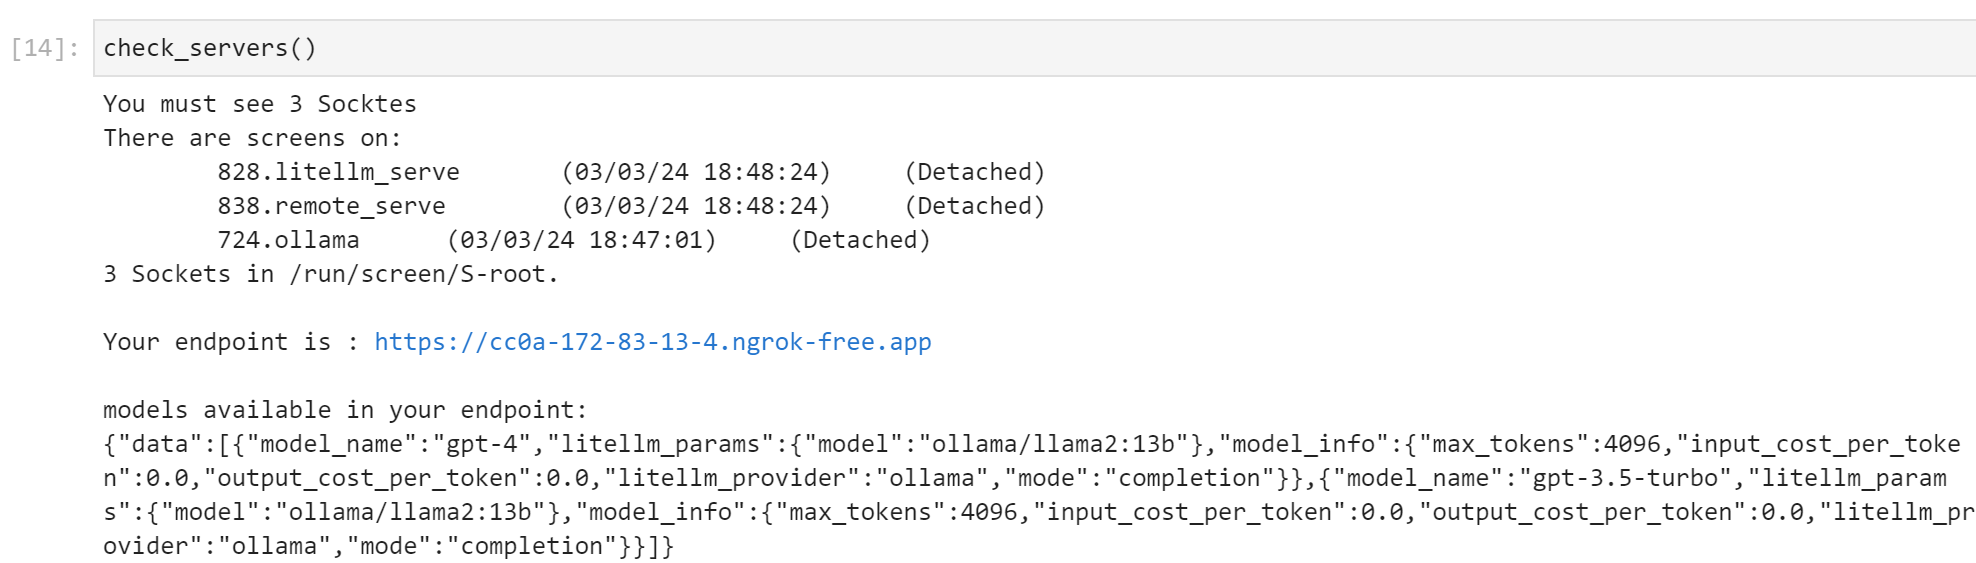 [14]: check_servers()
You must see 3 Socktes
There are screens on:
828.litellm_serve (03/03/24 18:48:24) (Detached)
838.remote_serve (03/03/24 18:48:24) (Detached)
724.ollama (03/03/24 18:47:01) (Detached)
3 Sockets in /run/screen/S-root.
Your endpoint is : https://cc0a-172-83-13-4.ngrok-free.app
models available in your endpoint:
{"data":[{"model_name":"gpt-4","litellm_params":{"model":"ollama/llama2:13b"},"model_info":{"max_tokens":4096,"input_cost_per_toke
n":0.0,"output_cost_per_token":0.0,"litellm_provider":"ollama","mode":"completion"}},{"model_name":"gpt-3.5-turbo","litellm_param
s":{"model":"ollama/llama2:13b"},"model_info":{"max_tokens":4096,"input_cost_per_token":0.0,"output_cost_per_token":0.0,"litellm_pr
ovider":"ollama","mode":"completion"}}]}